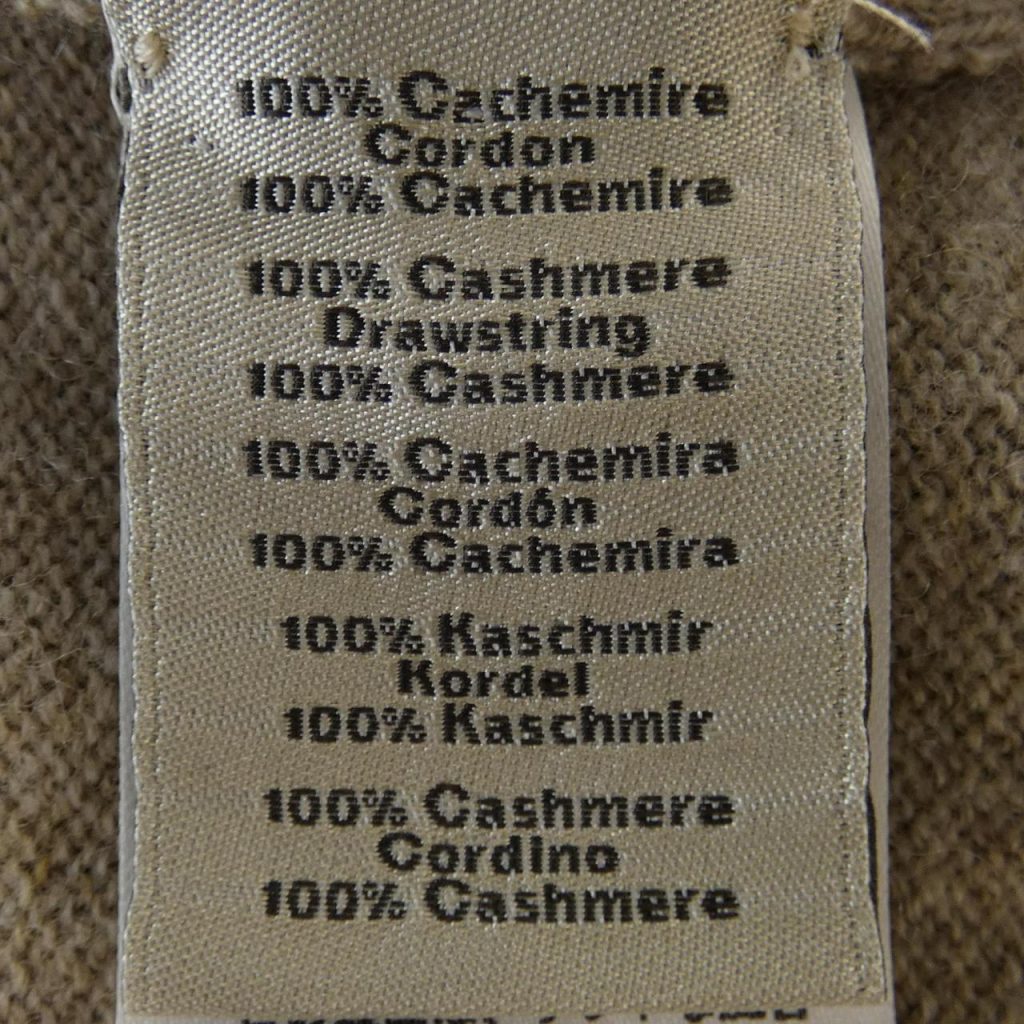 100% Cachemire
Cordon
100% Cachemire
100% Cashmere
Drawstring
100% Cashmere
100% Cachemira
Cordón
100% Cachemira
100% Kaschmir
Kordel
100% Kaschmir
100% Cashmere
Cordino
100% Cashmere